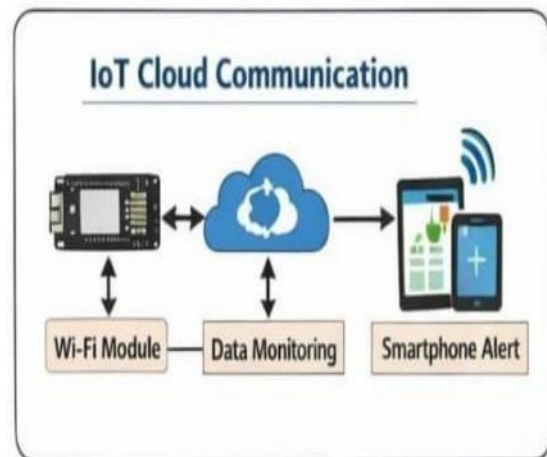 IoT Cloud Communication
Wi-Fi Module
Data Monitoring
Smartphone Alert